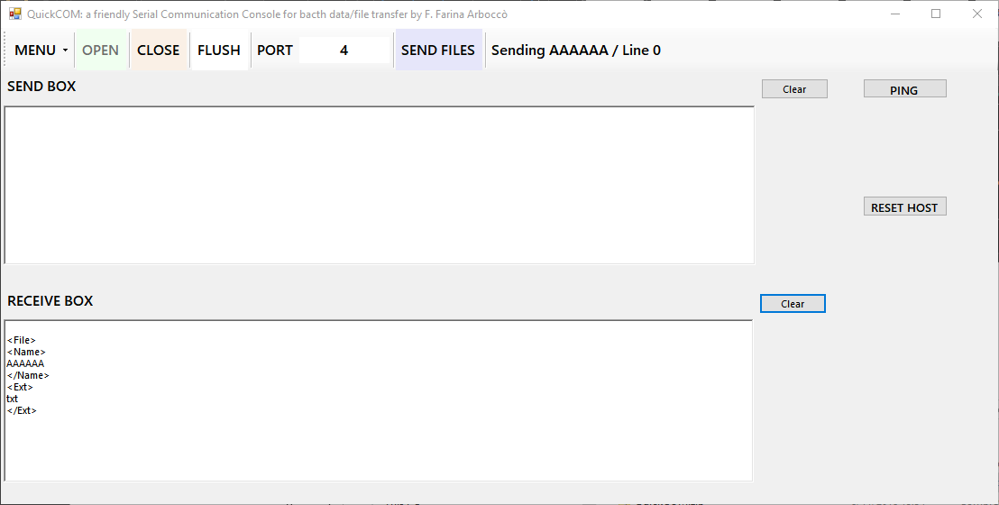 QuickCOM: a friendly Serial Communication Console for bacth data/file transfer by F. Farina Arboccò
MENU OPEN CLOSE FLUSH PORT 4 SEND FILES Sending AAAAAA / Line 0
SEND BOX Clear PING
RESET HOST
RECEIVE BOX Clear
<File>
<Name>
AAAAAA
</Name>
<Ext>
txt
</Ext>